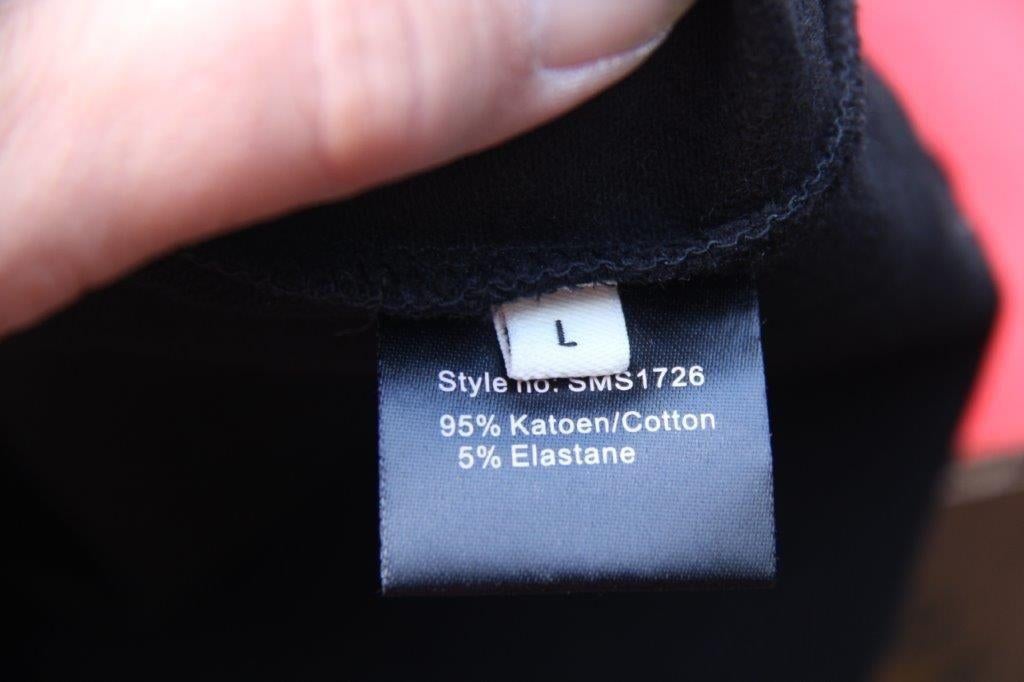 L
Style no: SMS1726
95% Katoen/Cotton
5% Elastane